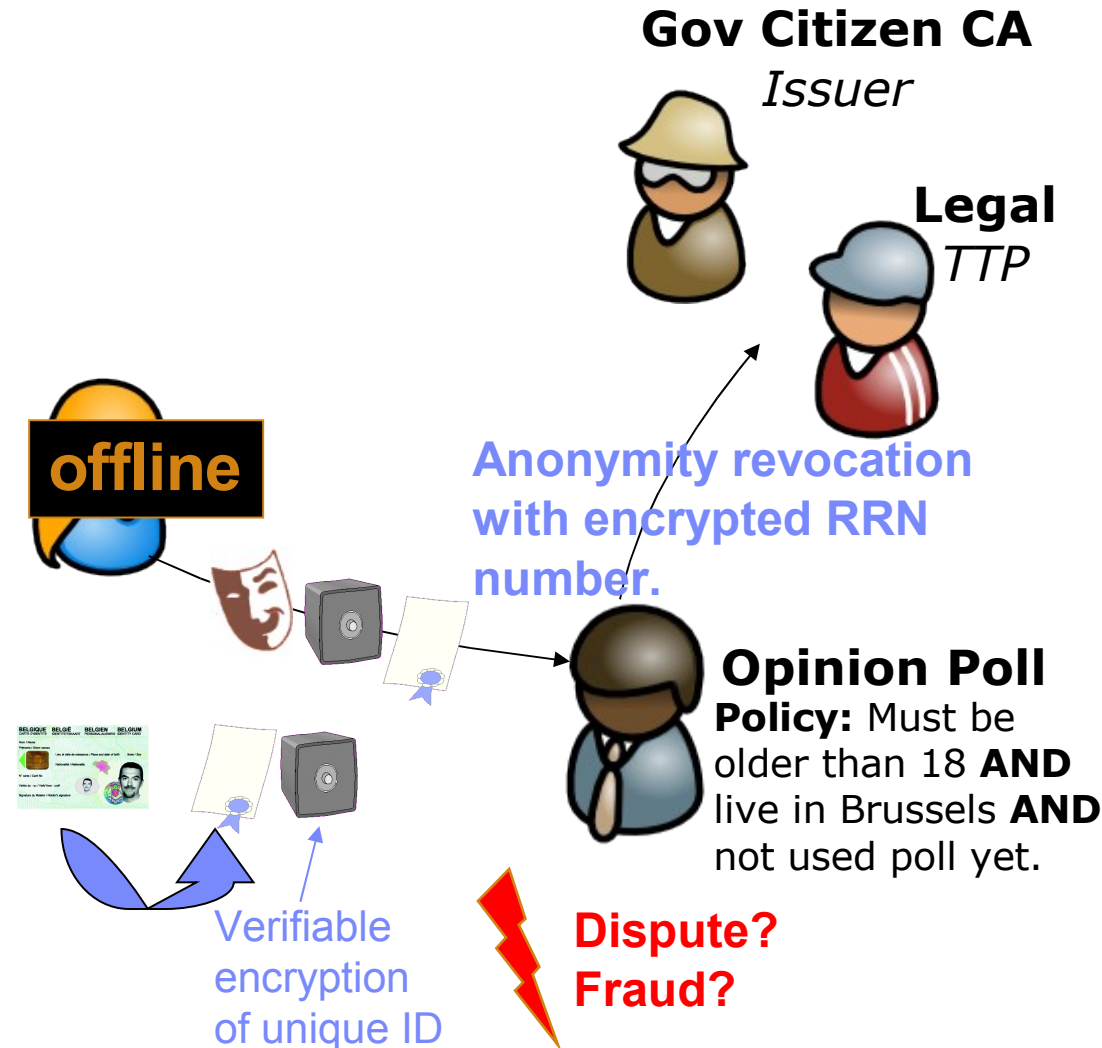 Gov Citizen CA
Issuer
Legal
TTP
offline
Anonymity revocation
with encrypted RRN
number.
Opinion Poll
Policy: Must be
older than 18 AND
live in Brussels AND
not used poll yet.
BELGIQUE BELGIË BELGIEN BELGIUM
Verifiable
encryption
of unique ID
Dispute?
Fraud?